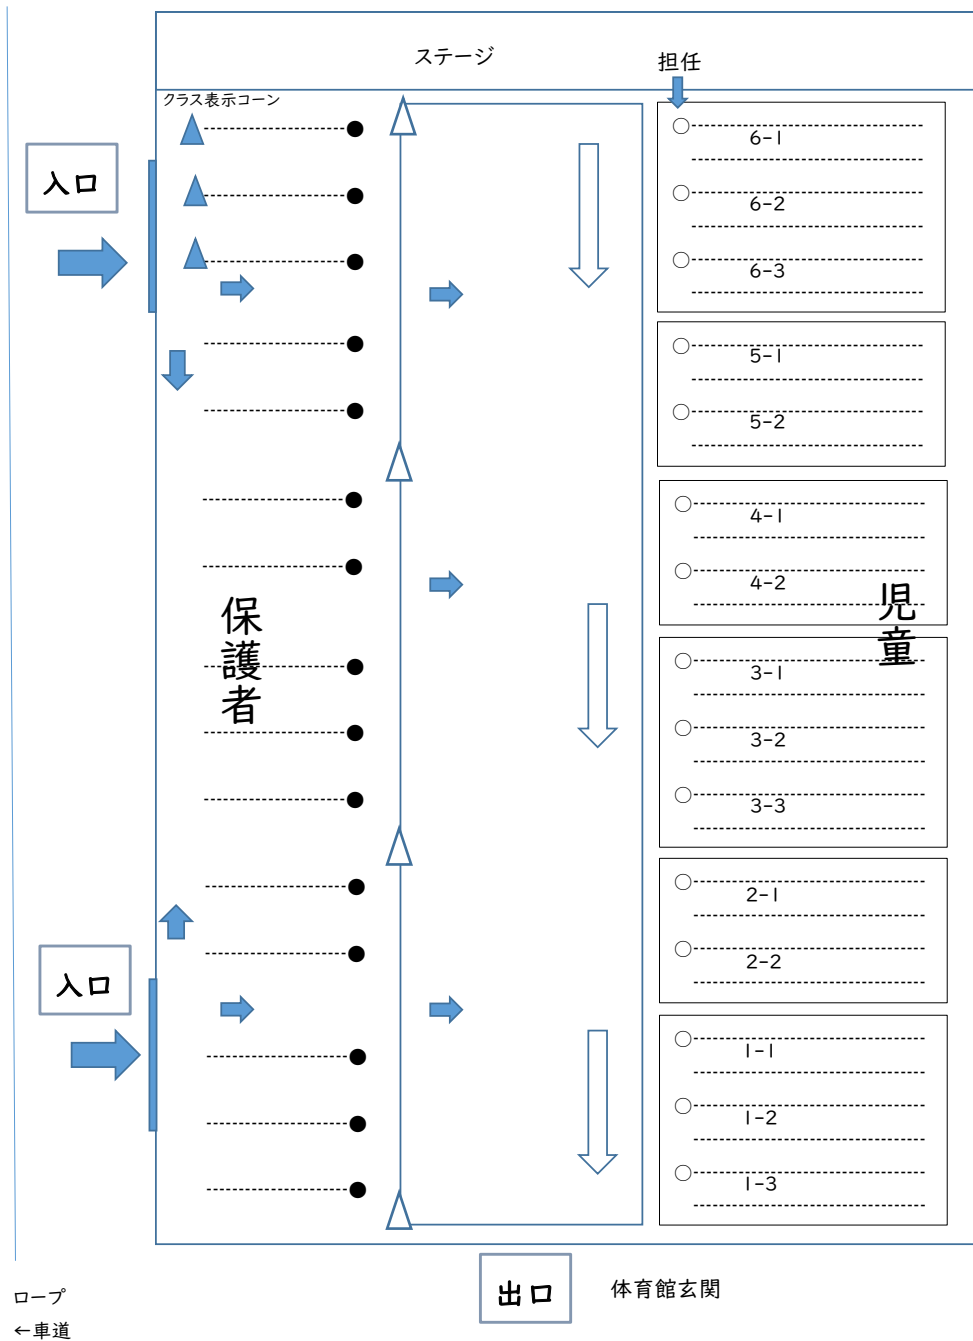 ステージ
担任
クラス表示コーン
入口
6-1
6-2
6-3
5-1
5-2
4-1
4-2
児童
保護者
3-1
3-2
3-3
2-1
2-2
入口
1-1
1-2
1-3
出口
体育館玄関
ロープ
←車道